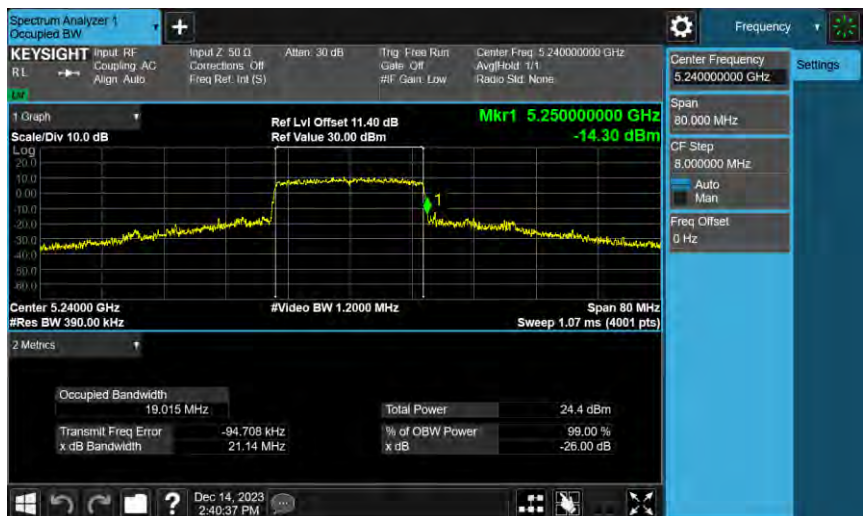 Spectrum Analyzer 1
Occupied BW
+
Frequency
KEYSIGHT Input: RF Input Z: 50 Ω Atten: 30 dB Trig: Free Run Center Freq: 5.240000000 GHz
RL Coupling: AC Corrections: Off Gate: Off Avg|Hold: 1/1
Align: Auto Freq Ref: Int (S) #IF Gain: Low Radio Std: None
Center Frequency
5.240000000 GHz
Settings
Span
80.000 MHz
CF Step
8.000000 MHz
Auto
Man
Freq Offset
0 Hz
1 Graph
Scale/Div 10.0 dB
Ref Lvl Offset 11.40 dB
Ref Value 30.00 dBm
Mkr1 5.250000000 GHz
-14.30 dBm
Log
20.0
10.0
0.00
-10.0
-20.0
-30.0
-40.0
-50.0
-60.0
1
Center 5.24000 GHz #Video BW 1.2000 MHz Span 80 MHz
#Res BW 390.00 kHz Sweep 1.07 ms (4001 pts)
2 Metrics
Occupied Bandwidth
19.015 MHz
Total Power 24.4 dBm
Transmit Freq Error -94.708 kHz % of OBW Power 99.00 %
x dB Bandwidth 21.14 MHz x dB -26.00 dB
?
Dec 14, 2023
2:40:37 PM